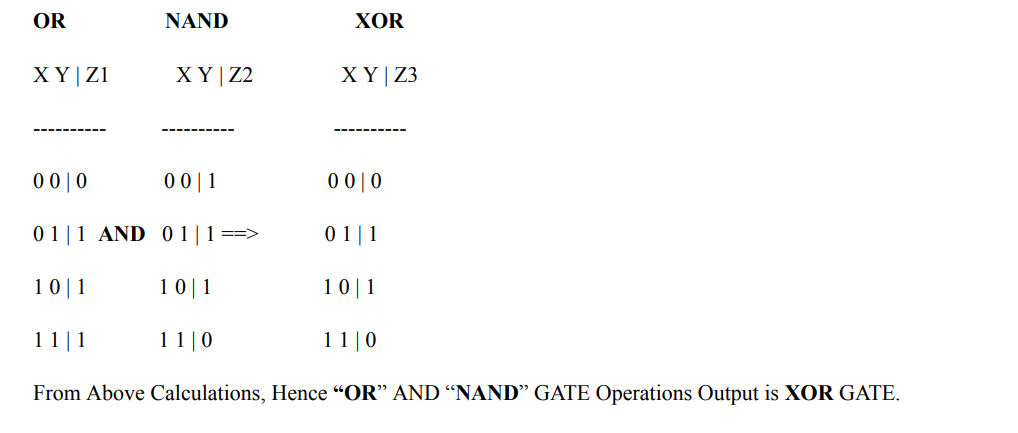 OR NAND XOR
X Y | Z1 X Y | Z2 X Y | Z3
---------- ---------- ----------
0 0 | 0 0 0 | 1 0 0 | 0
0 1 | 1 AND 0 1 | 1 ==> 0 1 | 1
1 0 | 1 1 0 | 1 1 0 | 1
1 1 | 1 1 1 | 0 1 1 | 0
From Above Calculations, Hence “OR” AND “NAND” GATE Operations Output is XOR GATE.